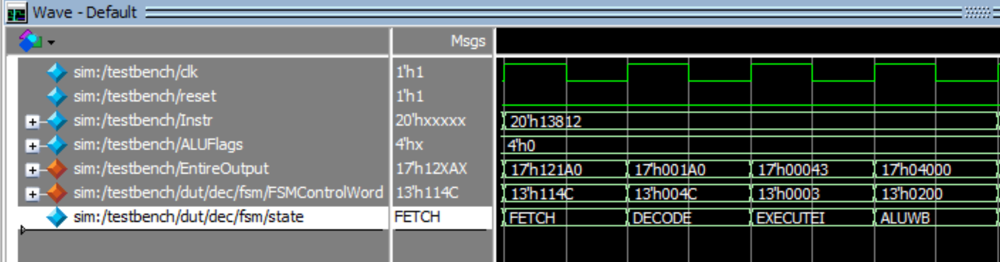 Wave - Default
Msgs
sim:/testbench/clk 1'h1
sim:/testbench/reset 1'h1
sim:/testbench/Instr 20'hxxxxx 20'h13812
sim:/testbench/ALUFlags 4'hx 4'h0
sim:/testbench/EntireOutput 17'h12XAX 17'h121A0 17'h001A0 17'h00043 17'h04000
sim:/testbench/dut/dec/fsm/FSMControlWord 13'h114C 13'h114C 13'h004C 13'h0003 13'h0200
sim:/testbench/dut/dec/fsm/state FETCH FETCH DECODE EXECUTEI ALUWB